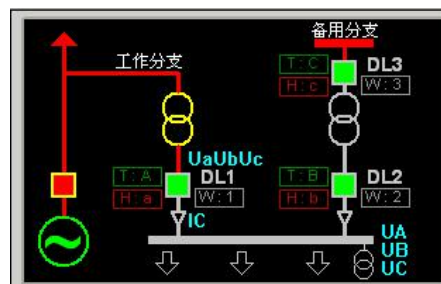 备用分支
工作分支
T:C
DL3
H:c
W:3
UaUbUc
T:A
DL1
H:a
W:1
T:B
DL2
H:b
W:2
IC
UA
UB
UC